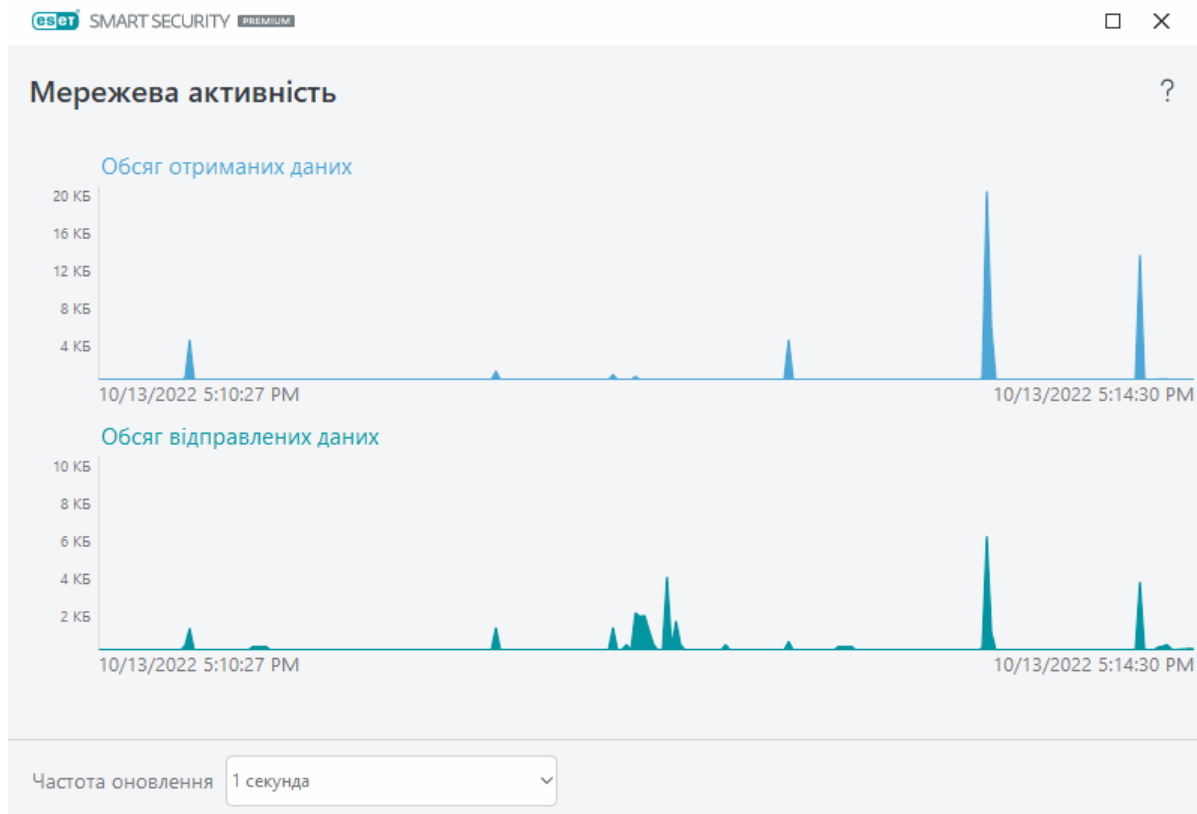 eset SMART SECURITY PREMIUM
Мережева активність
?
Обсяг отриманих даних
20 КБ
16 КБ
12 КБ
8 КБ
4 КБ
10/13/2022 5:10:27 PM 10/13/2022 5:14:30 PM
Обсяг відправлених даних
10 КБ
8 КБ
6 КБ
4 КБ
2 КБ
10/13/2022 5:10:27 PM 10/13/2022 5:14:30 PM
Частота оновлення 1 секунда